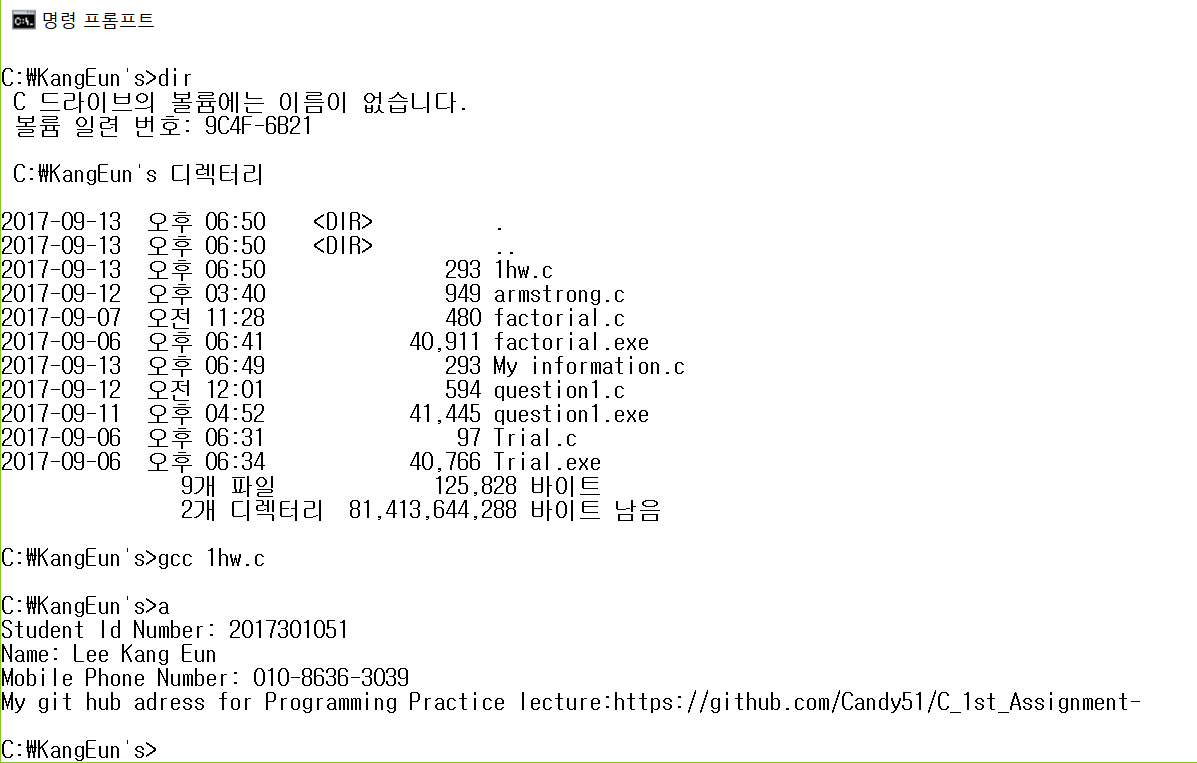 명령 프롬프트
C:₩KangEun's>dir
C 드라이브의 볼륨에는 이름이 없습니다.
볼륨 일련 번호: 9C4F-6B21
C:₩KangEun's 디렉터리
2017-09-13 오후 06:50 <DIR> .
2017-09-13 오후 06:50 <DIR> ..
2017-09-13 오후 06:50 293 1hw.c
2017-09-12 오후 03:40 949 armstrong.c
2017-09-07 오전 11:28 480 factorial.c
2017-09-06 오후 06:41 40,911 factorial.exe
2017-09-13 오후 06:49 293 My information.c
2017-09-12 오전 12:01 594 question1.c
2017-09-11 오후 04:52 41,445 question1.exe
2017-09-06 오후 06:31 97 Trial.c
2017-09-06 오후 06:34 40,766 Trial.exe
9개 파일 125,828 바이트
2개 디렉터리 81,413,644,288 바이트 남음
C:₩KangEun's>gcc 1hw.c
C:₩KangEun's>a
Student Id Number: 2017301051
Name: Lee Kang Eun
Mobile Phone Number: 010-8636-3039
My git hub adress for Programming Practice lecture:https://github.com/Candy51/C_1st_Assignment-
C:₩KangEun's>